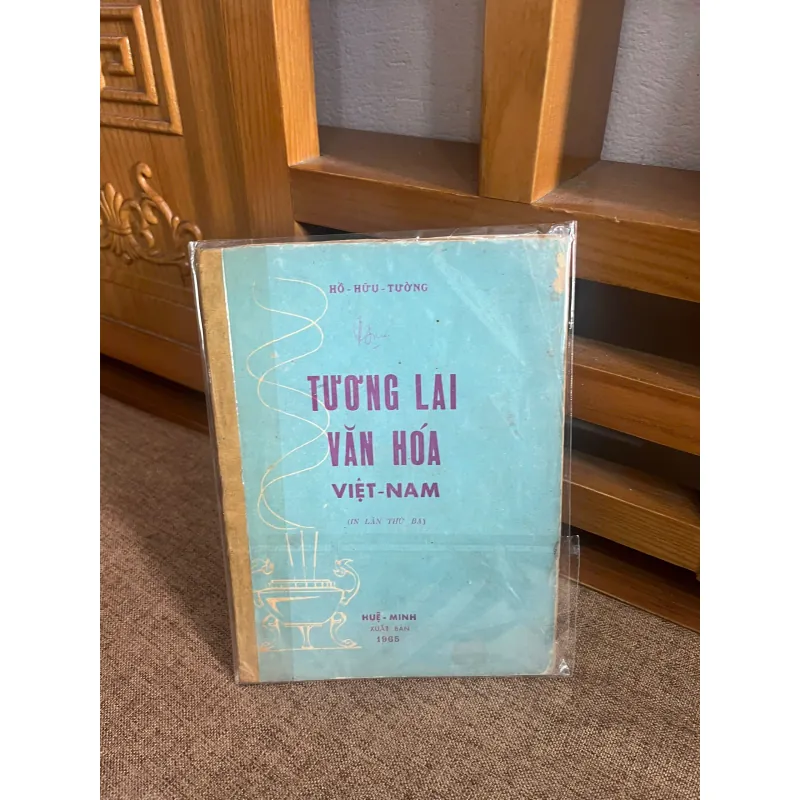 HỒ-HỮU-TƯỜNG
TƯƠNG LAI
VĂN HÓA
VIỆT-NAM
(IN LẦN THỨ BA)
HUỆ-MINH
XUẤT BẢN
1965